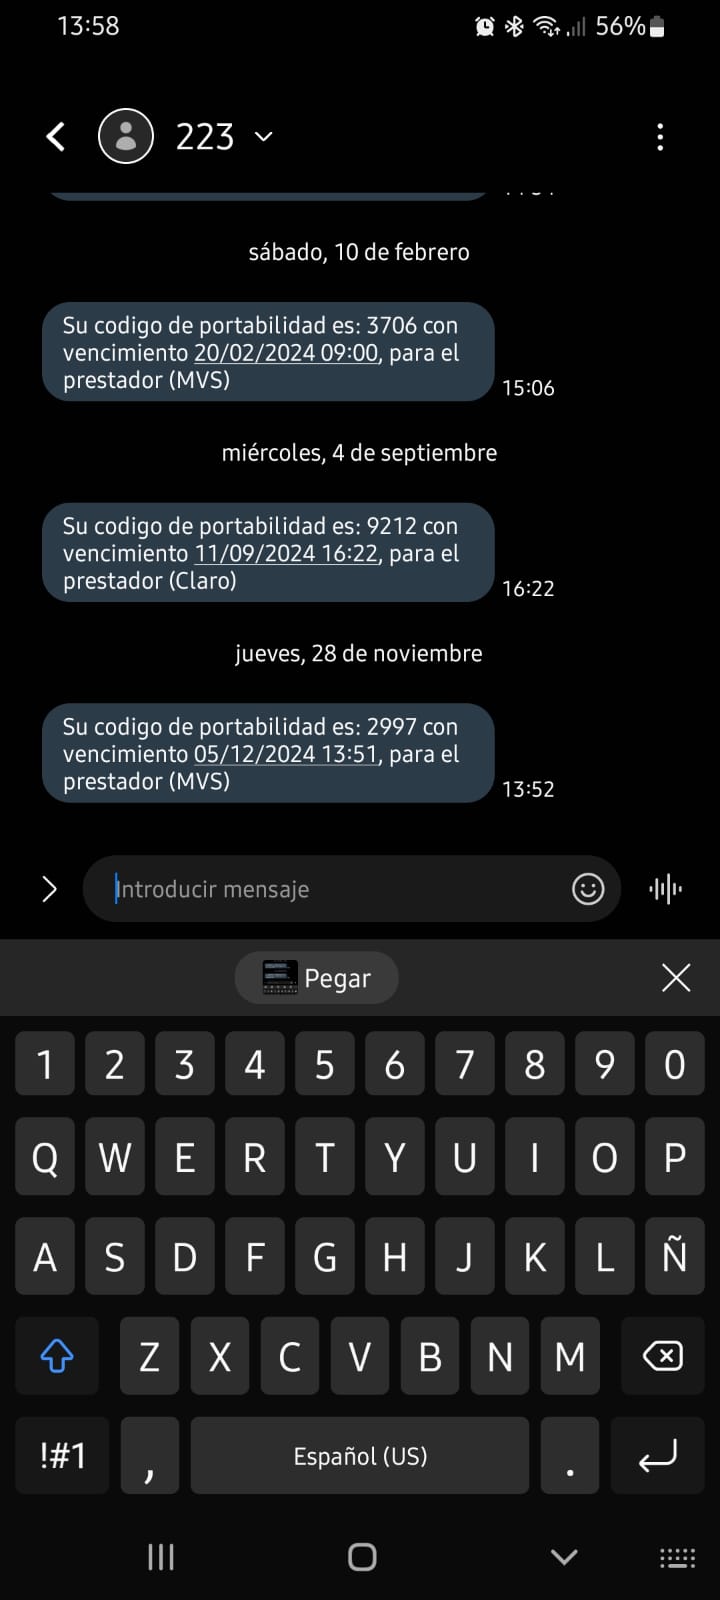 13:58
56%
223
sábado, 10 de febrero
Su codigo de portabilidad es: 3706 con
vencimiento 20/02/2024 09:00, para el
prestador (MVS)
15:06
miércoles, 4 de septiembre
Su codigo de portabilidad es: 9212 con
vencimiento 11/09/2024 16:22, para el
prestador (Claro)
16:22
jueves, 28 de noviembre
Su codigo de portabilidad es: 2997 con
vencimiento 05/12/2024 13:51, para el
prestador (MVS)
13:52
Introducir mensaje
Pegar
1 2 3 4 5 6 7 8 9 0
Q W E R T Y U I O P
A S D F G H J K L Ñ
Z X C V B N M
!#1 , Español (US) .